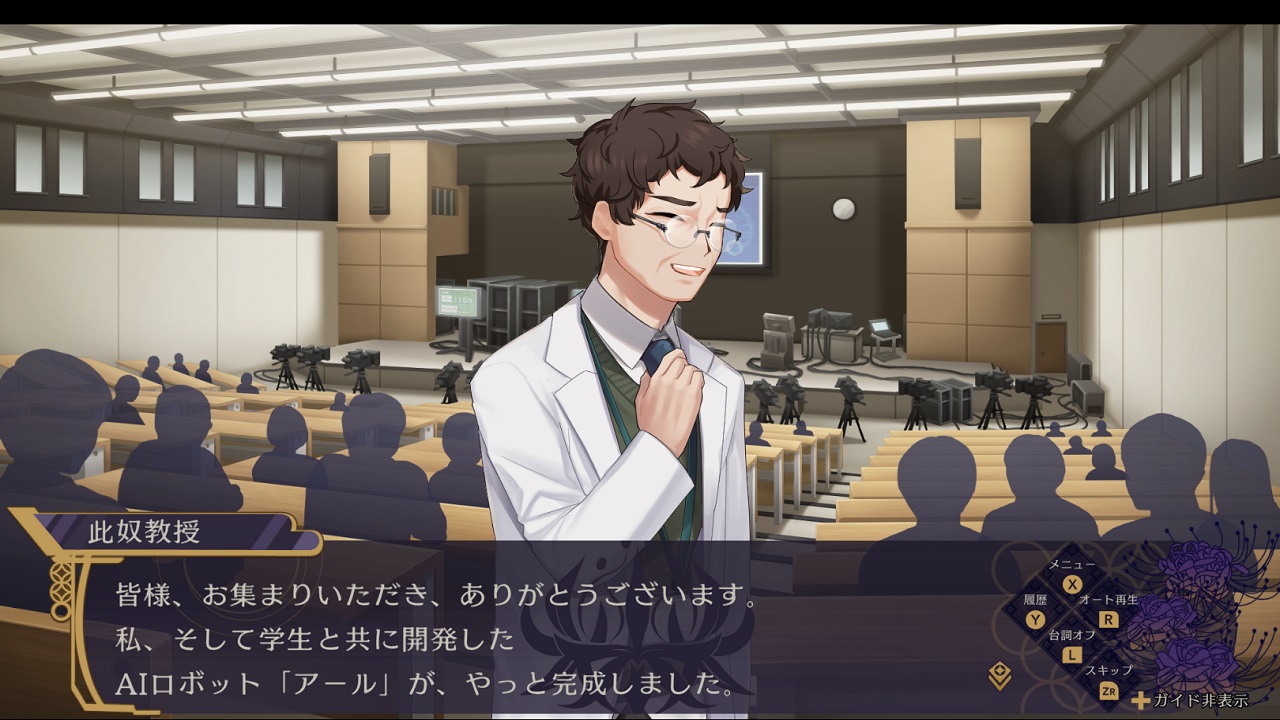 此奴教授
皆様、お集まりいただき、ありがとうございます。
私、そして学生と共に開発した
AIロボット「アール」が、やっと完成しました。
メニュー
X
履歴
オート再生
Y
R
台詞オフ
L
スキップ
ZR
ガイド非表示